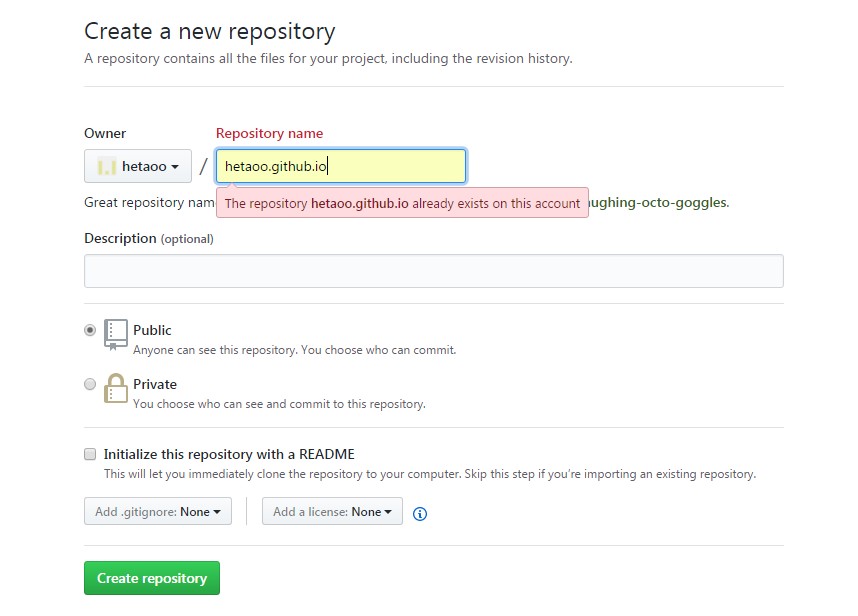 Create a new repository
A repository contains all the files for your project, including the revision history.
Owner
Repository name
hetaoo / hetaoo.github.io
The repository hetaoo.github.io already exists on this account
Great repository nam ughing-octo-goggles.
Description (optional)
Public
Anyone can see this repository. You choose who can commit.
Private
You choose who can see and commit to this repository.
Initialize this repository with a README
This will let you immediately clone the repository to your computer. Skip this step if you’re importing an existing repository.
Add .gitignore: None Add a license: None
Create repository